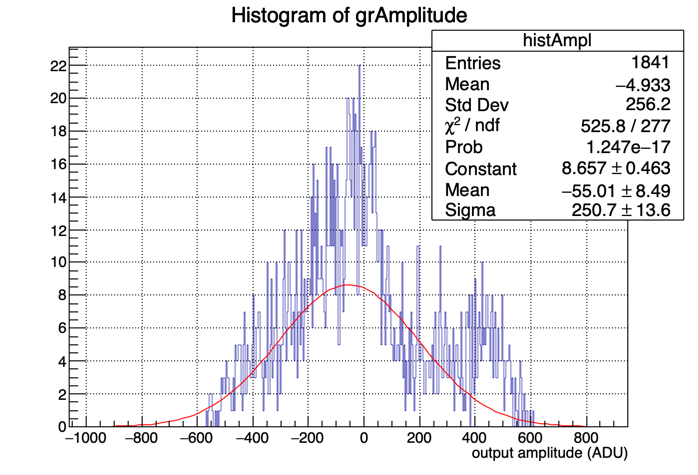 Histogram of grAmplitude
histAmpl
Entries 1841
Mean −4.933
Std Dev 256.2
χ² / ndf 525.8 / 277
Prob 1.247e−17
Constant 8.657 ± 0.463
Mean −55.01 ± 8.49
Sigma 250.7 ± 13.6
22
20
18
16
14
12
10
8
6
4
2
0
−1000 −800 −600 −400 −200 0 200 400 600 800
output amplitude (ADU)